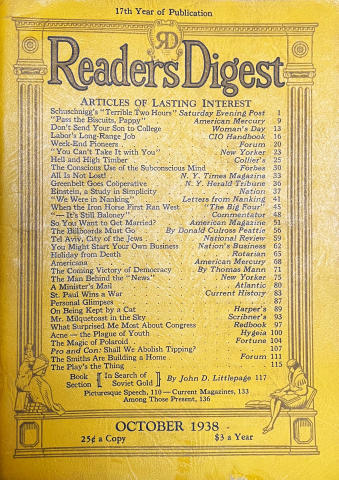 17th Year of Publication
RD
Readers Digest
ARTICLES OF LASTING INTEREST
Schuschnigg's "Terrible Two Hours" Saturday Evening Post 1
"Pass the Biscuits, Pappy" American Mercury 9
Don't Send Your Son to College Woman's Day 13
Labor's Long-Range Job CIO Handbook 16
Week-End Pioneers Forum 20
"You Can't Take it With You" New Yorker 23
Hell and High Timber Collier's 25
The Conscious Use of the Subconscious Mind Forbes 30
All Is Not Lost! N. Y. Times Magazine 33
Greenbelt Goes Coöperative N. Y. Herald Tribune 36
Einstein, a Study in Simplicity Nation 37
"We Were in Nanking" Letters from Nanking 41
When the Iron Horse First Ran West "The Big Four" 45
"— It's Still Baloney" Commentator 48
So You Want to Get Married? American Magazine 51
The Billboards Must Go By Donald Culross Peattie 56
Tel Aviv, City of the Jews National Review 59
You Might Start Your Own Business Nation's Business 62
Holiday from Death Rotarian 65
Americans American Mercury 68
The Coming Victory of Democracy By Thomas Mann 71
The Man Behind the "News" New Yorker 75
A Minister's Mail Atlantic 80
St. Paul Wins a War Current History 83
Personal Glimpses 87
On Being Kept by a Cat Harper's 89
Mr. Milquetoast in the Sky Scribner's 93
What Surprised Me Most About Congress Redbook 97
Acne — the Plague of Youth Hygeia 100
The Magic of Polaroid Fortune 104
Pro and Con: Shall We Abolish Tipping? 107
The Smiths Are Building a Home Forum 111
The Play's the Thing 115
Book Section [ In Search of Soviet Gold ] By John D. Littlepage 117
Picturesque Speech, 110 — Current Magazines, 133
Among Those Present, 136
OCTOBER 1938
25¢ a Copy $3 a Year